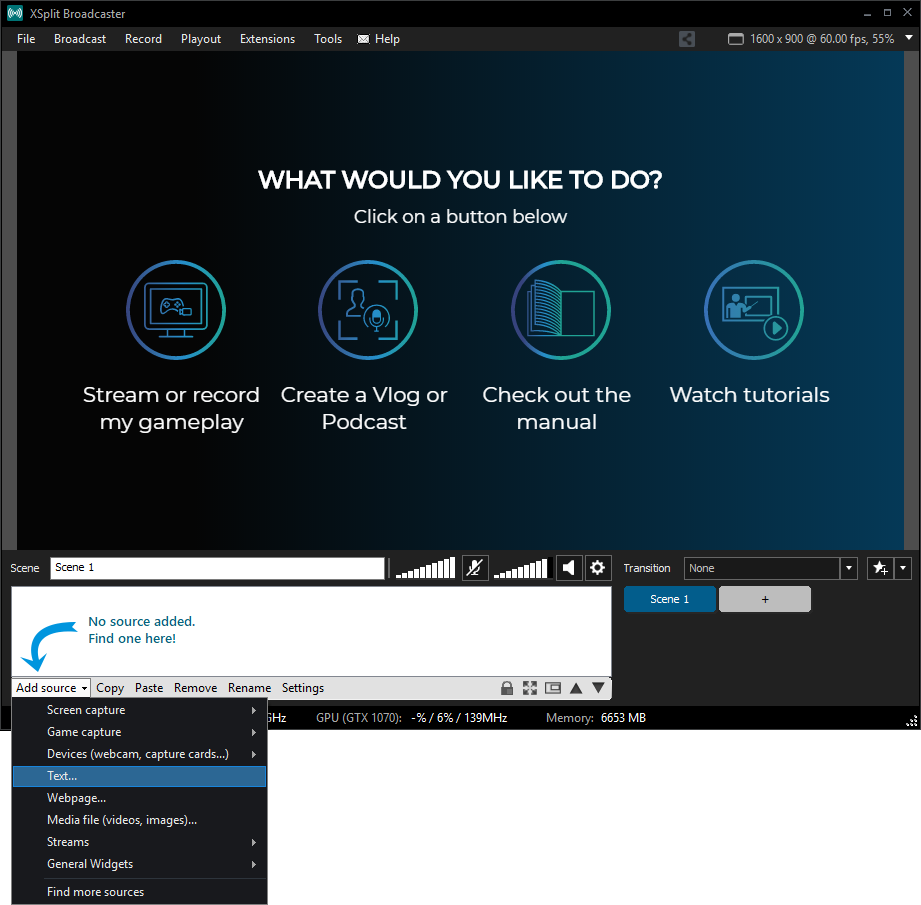 XSplit Broadcaster
File Broadcast Record Playout Extensions Tools Help
1600 x 900 @ 60.00 fps, 55%
WHAT WOULD YOU LIKE TO DO?
Click on a button below
Stream or record
my gameplay
Create a Vlog or
Podcast
Check out the
manual
Watch tutorials
Scene Scene 1
Transition None
Scene 1 +
No source added.
Find one here!
Add source Copy Paste Remove Rename Settings
GHz GPU (GTX 1070): -% / 6% / 139MHz Memory: 6653 MB
Screen capture
Game capture
Devices (webcam, capture cards...)
Text...
Webpage...
Media file (videos, images)...
Streams
General Widgets
Find more sources